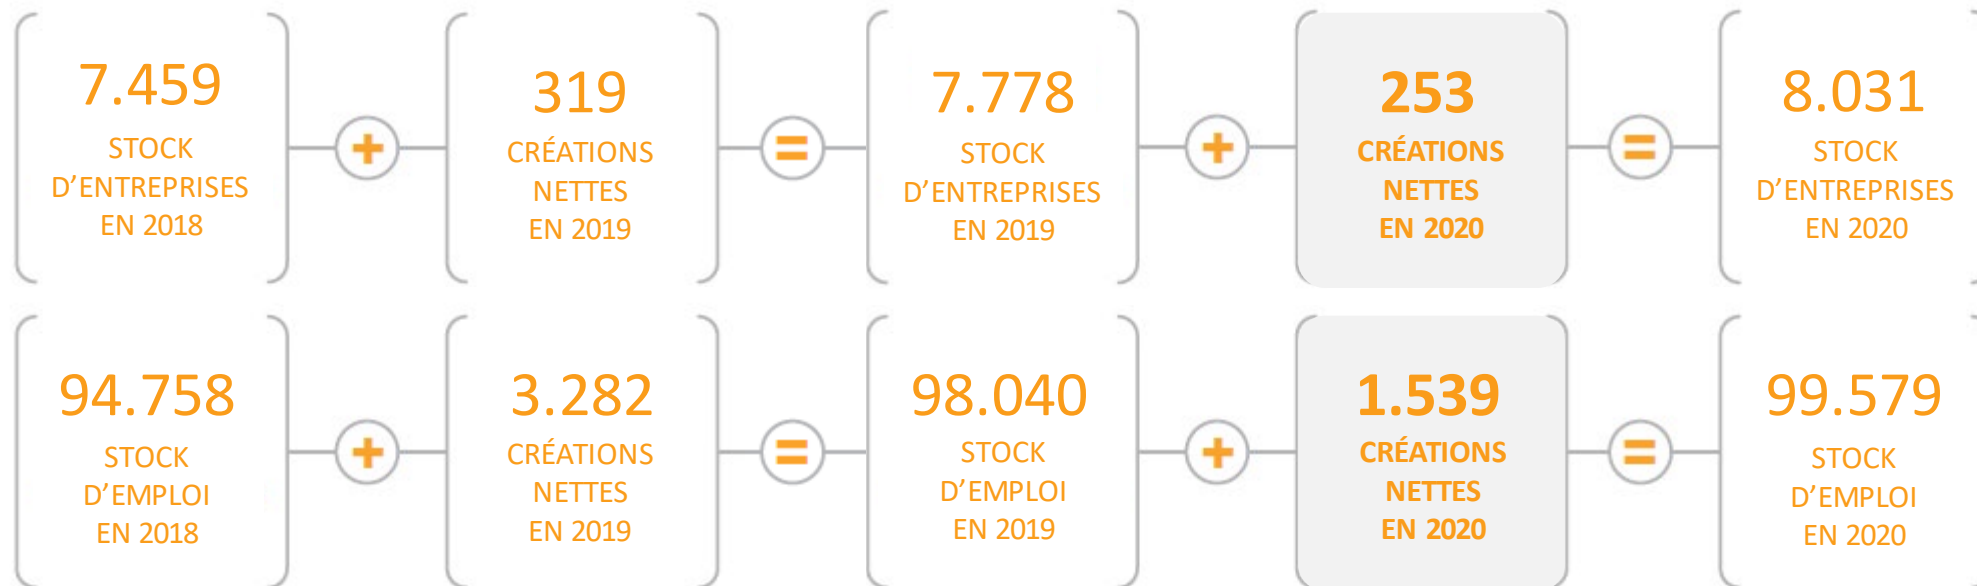 7.459
STOCK
D’ENTREPRISES
EN 2018
+
319
CRÉATIONS
NETTES
EN 2019
=
7.778
STOCK
D’ENTREPRISES
EN 2019
+
253
CRÉATIONS
NETTES
EN 2020
=
8.031
STOCK
D’ENTREPRISES
EN 2020
94.758
STOCK
D’EMPLOI
EN 2018
+
3.282
CRÉATIONS
NETTES
EN 2019
=
98.040
STOCK
D’EMPLOI
EN 2019
+
1.539
CRÉATIONS
NETTES
EN 2020
=
99.579
STOCK
D’EMPLOI
EN 2020